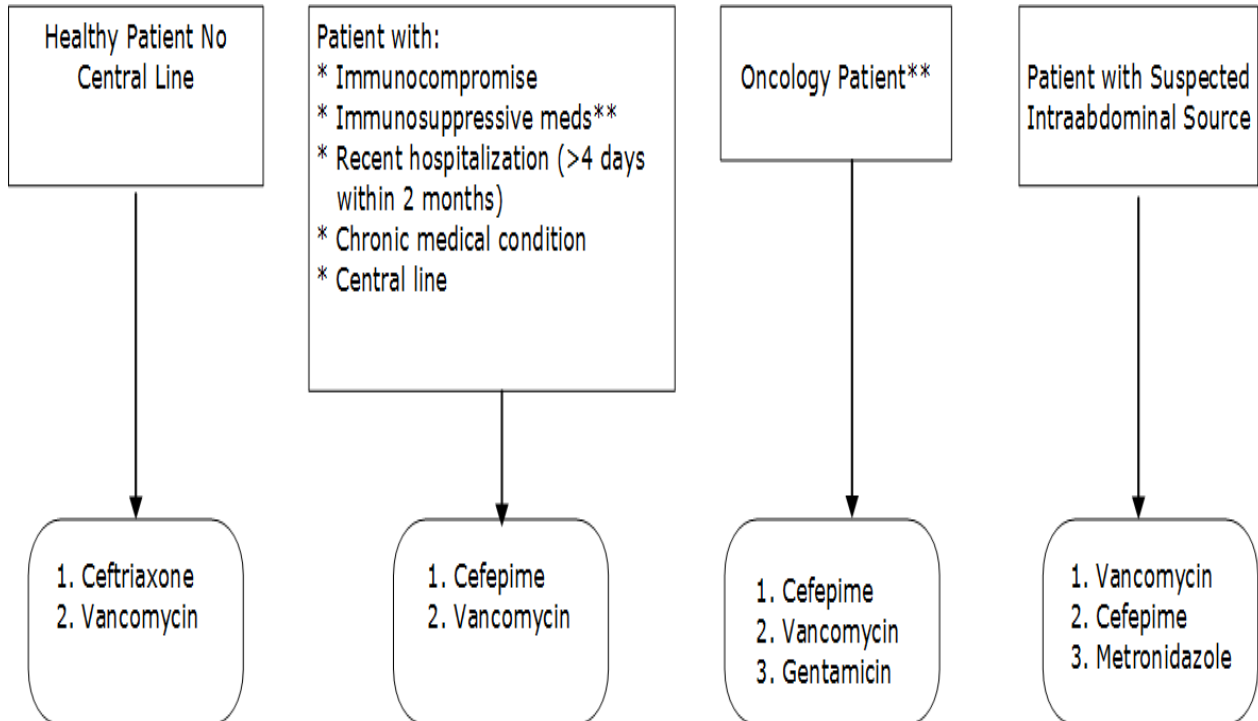 Healthy Patient No
Central Line
Patient with:
* Immunocompromise
* Immunosuppressive meds**
* Recent hospitalization (>4 days
within 2 months)
* Chronic medical condition
* Central line
Oncology Patient**
Patient with Suspected
Intraabdominal Source
1. Ceftriaxone
2. Vancomycin
1. Cefepime
2. Vancomycin
1. Cefepime
2. Vancomycin
3. Gentamicin
1. Vancomycin
2. Cefepime
3. Metronidazole